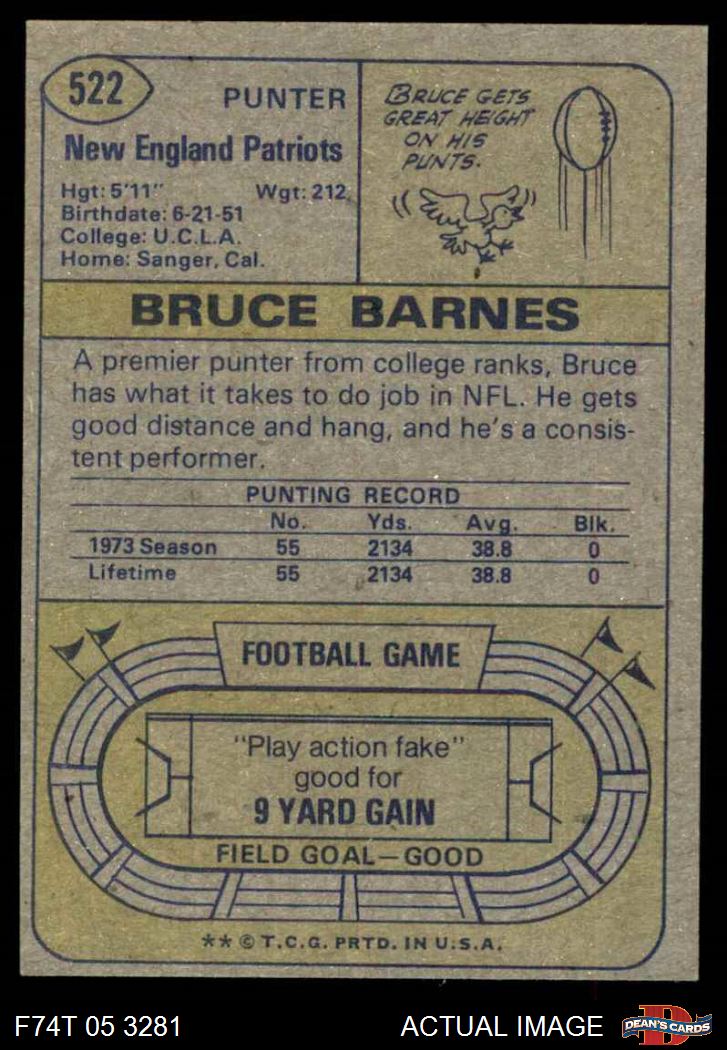 522
PUNTER
New England Patriots
Hgt: 5'11" Wgt: 212
Birthdate: 6-21-51
College: U.C.L.A.
Home: Sanger, Cal.
BRUCE GETS
GREAT HEIGHT
ON HIS
PUNTS.
BRUCE BARNES
A premier punter from college ranks, Bruce
has what it takes to do job in NFL. He gets
good distance and hang, and he's a consis-
tent performer.
PUNTING RECORD
No. Yds. Avg. Blk.
1973 Season 55 2134 38.8 0
Lifetime 55 2134 38.8 0
FOOTBALL GAME
"Play action fake"
good for
9 YARD GAIN
FIELD GOAL—GOOD
** © T.C.G. PRTD. IN U.S.A.
F74T 05 3281 ACTUAL IMAGE
D
DEAN'S CARDS